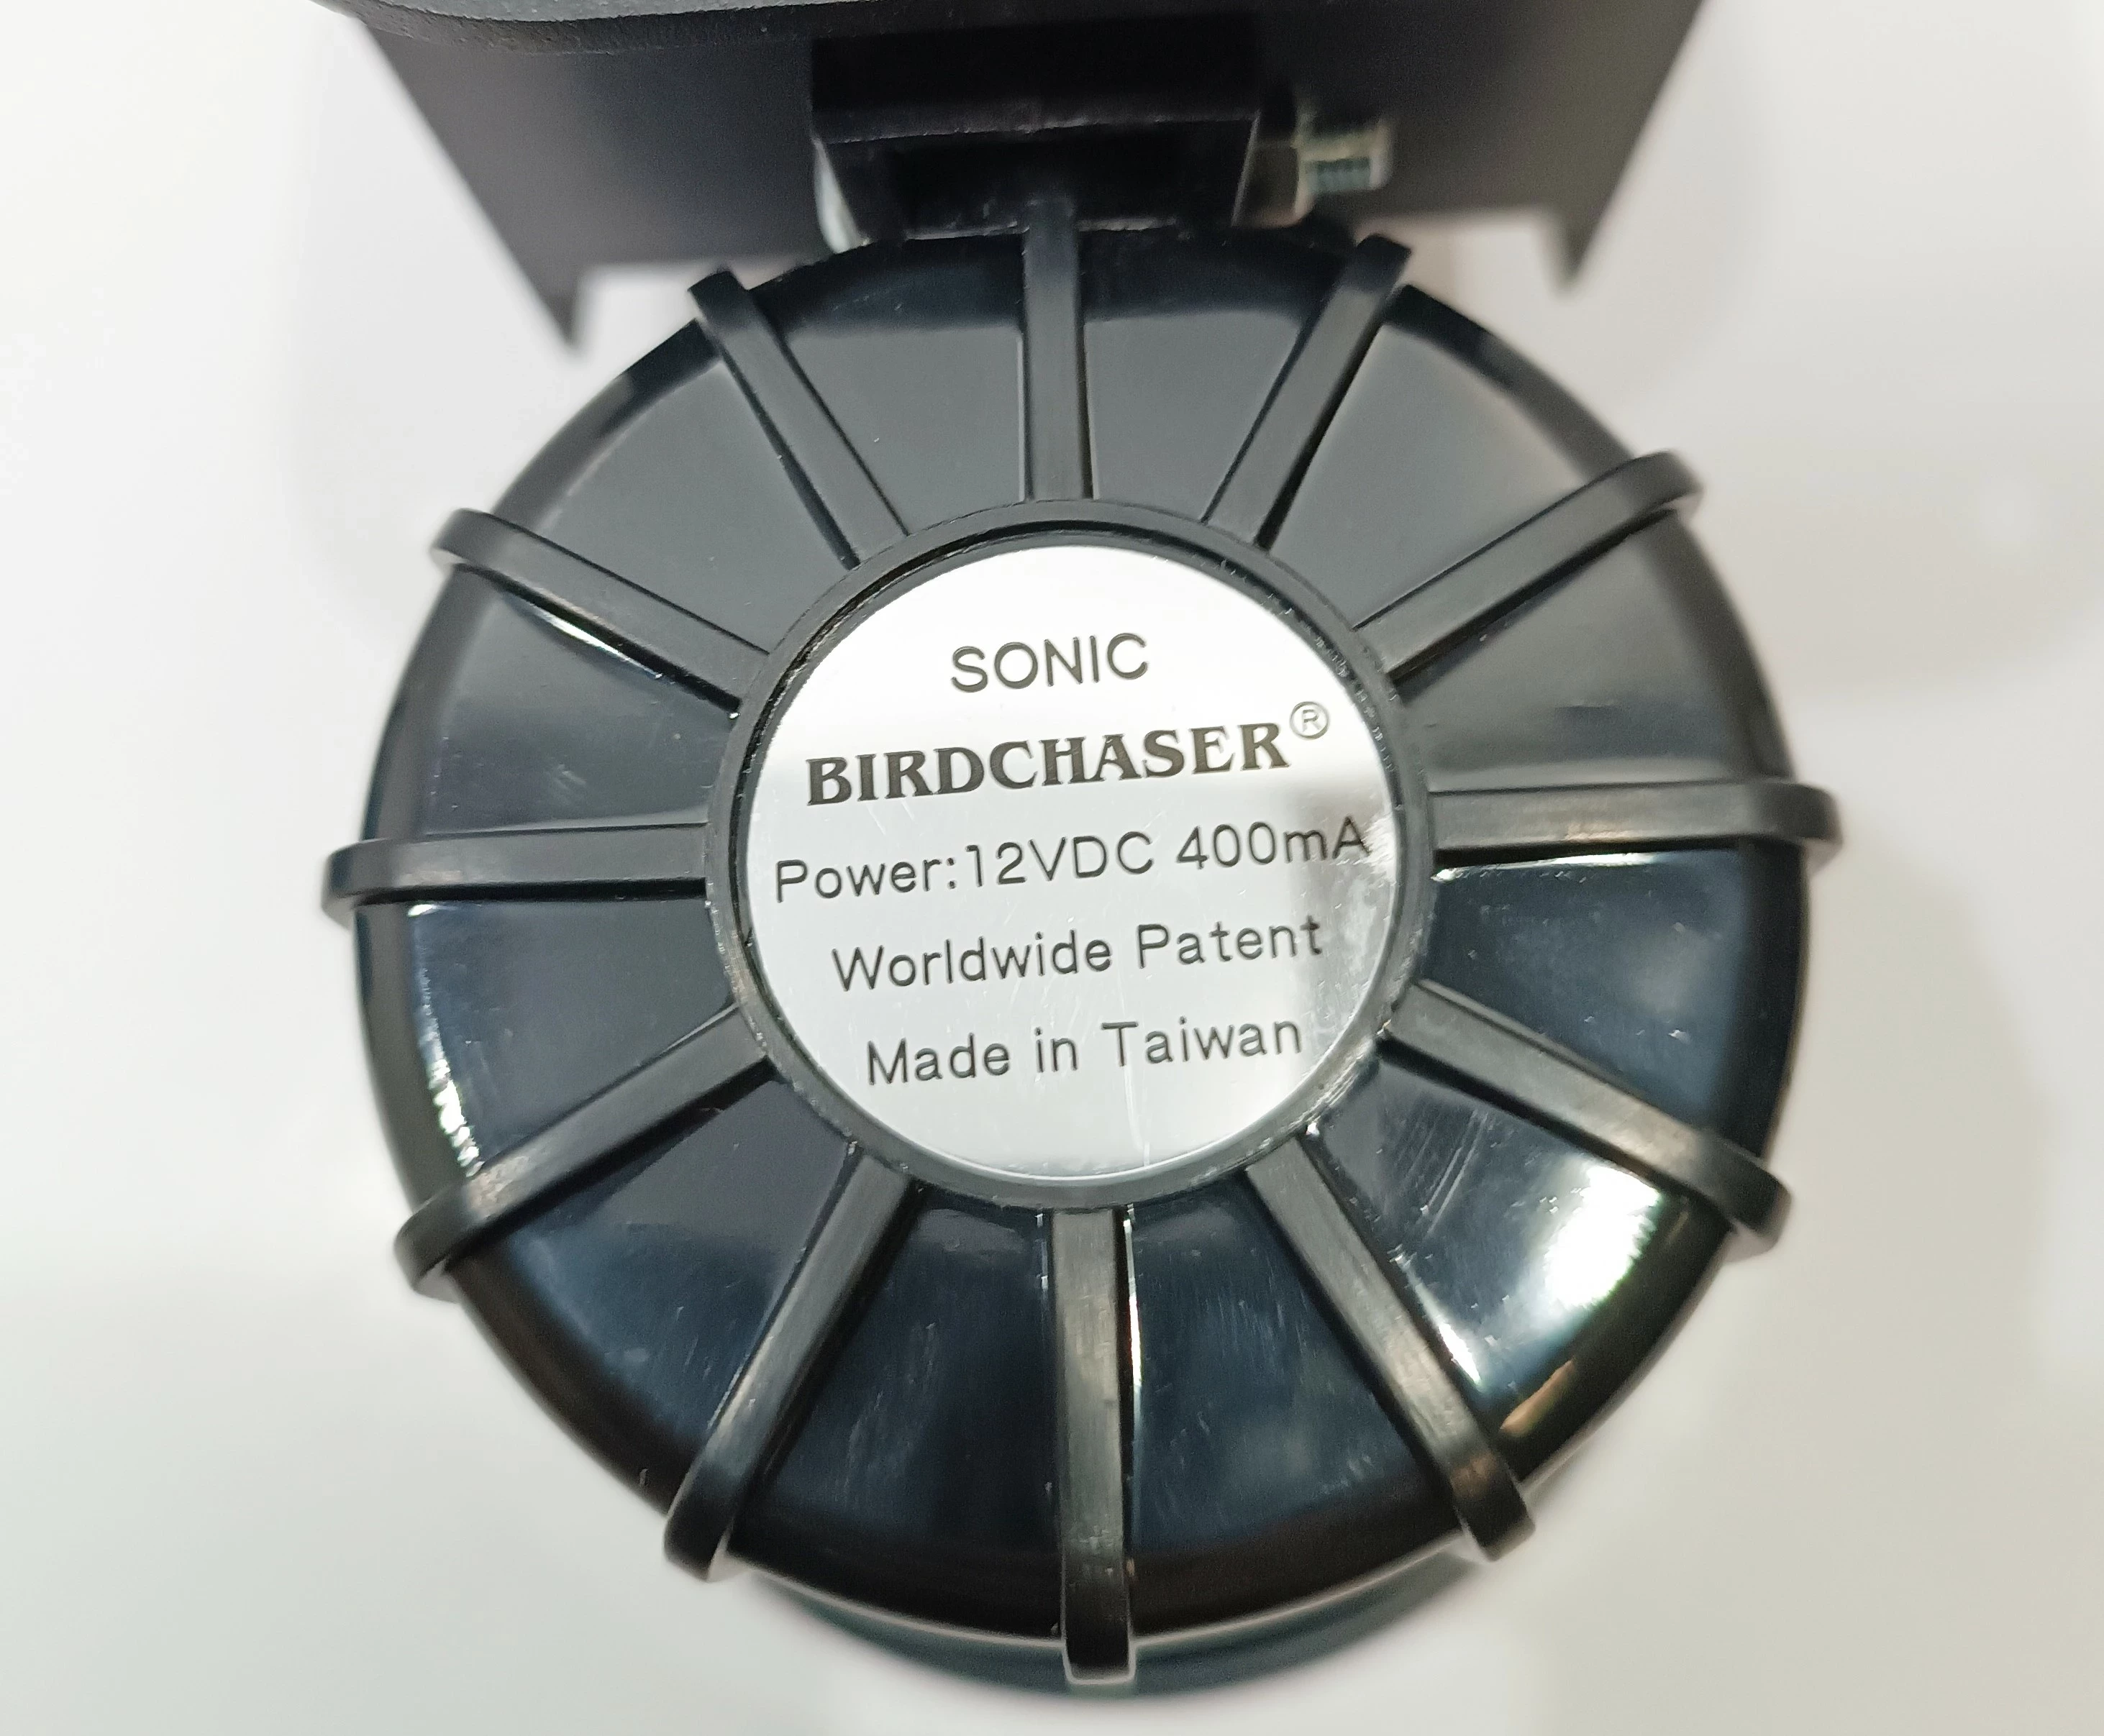 SONIC
BIRDCHASER®
Power:12VDC 400mA
Worldwide Patent
Made in Taiwan